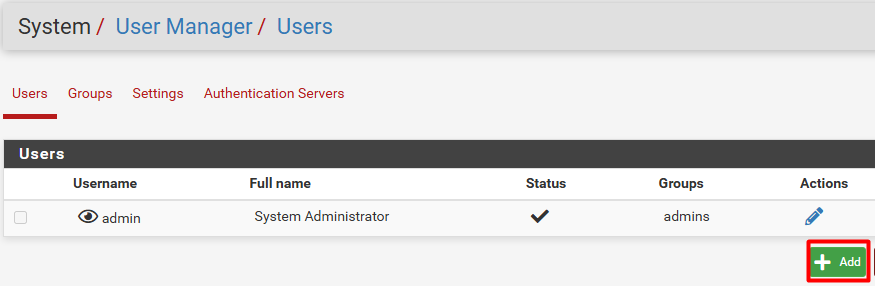 System / User Manager / Users
Users Groups Settings Authentication Servers
Users
Username Full name Status Groups Actions
admin System Administrator admins
Add